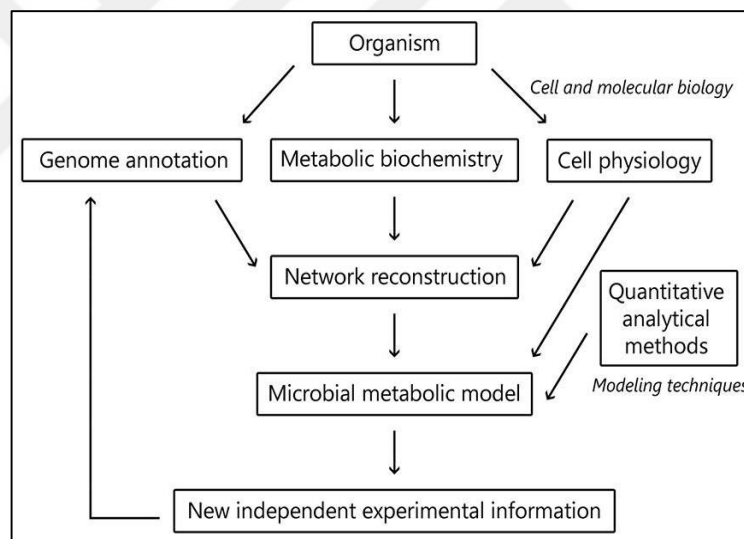 Organism
Cell and molecular biology
Genome annotation
Metabolic biochemistry
Cell physiology
Network reconstruction
Quantitative
analytical
methods
Microbial metabolic model
Modeling techniques
New independent experimental information